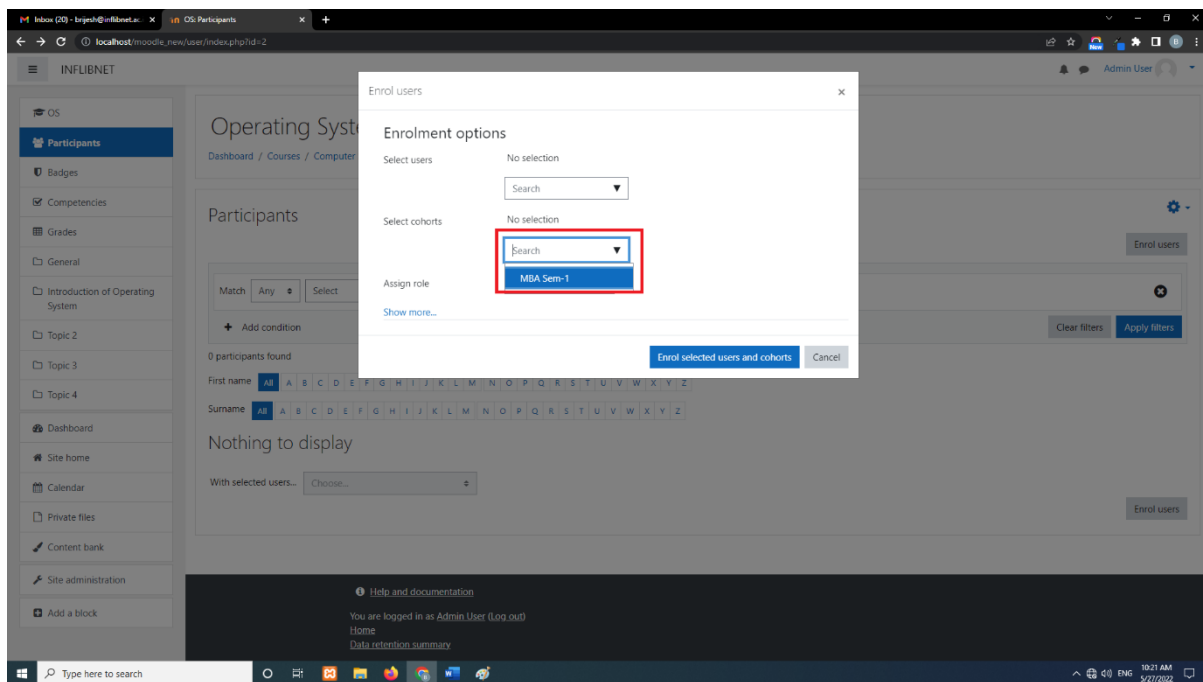 Inbox (20) - brijesh@inflibnet.ac.
OS: Participants
localhost/moodle_new/user/index.php?id=2
New
B
INFLIBNET
Admin User
OS
Participants
Badges
Competencies
Grades
General
Introduction of Operating
System
Topic 2
Topic 3
Topic 4
Dashboard
Site home
Calendar
Private files
Content bank
Site administration
Add a block
Operating Syst
Dashboard / Courses / Computer
Participants
Enrol users
Match Any Select
Add condition
Clear filters Apply filters
0 participants found
First name All A B C D E F G H I J K L M N O P Q R S T U V W X Y Z
Surname All A B C D E F G H I J K L M N O P Q R S T U V W X Y Z
Nothing to display
With selected users... Choose...
Enrol users
Enrol users
Enrolment options
Select users No selection
Search
Select cohorts No selection
Search
MBA Sem-1
Assign role
Show more...
Enrol selected users and cohorts Cancel
Help and documentation
You are logged in as Admin User (Log out)
Home
Data retention summary
Type here to search
ENG
10:21 AM
5/27/2022